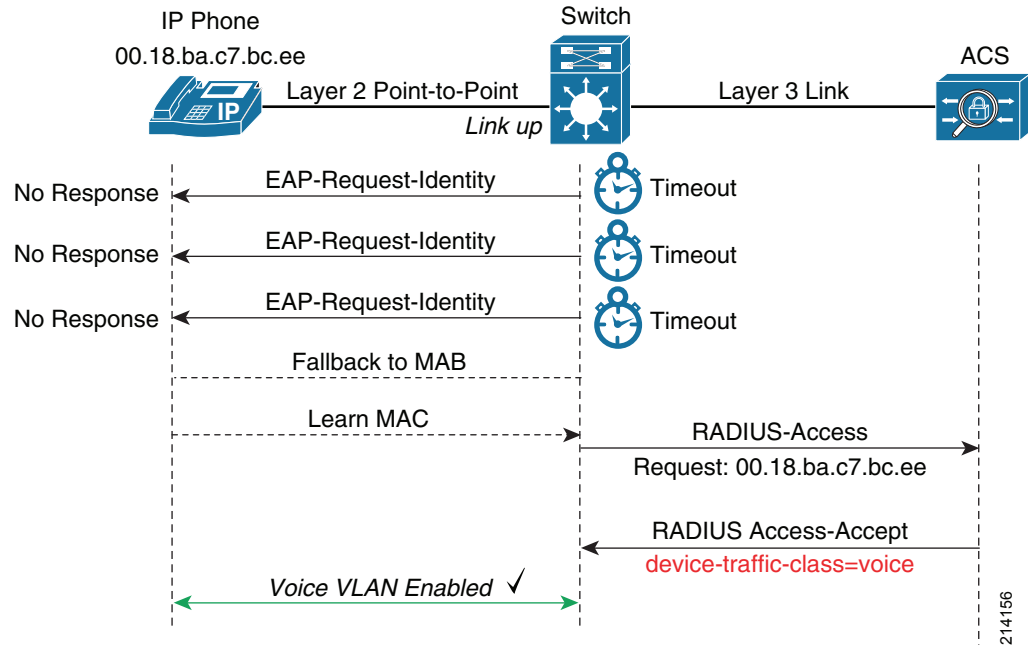 IP Phone
00.18.ba.c7.bc.ee
Switch
ACS
IP
Layer 2 Point-to-Point
Link up
Layer 3 Link
No Response
EAP-Request-Identity
Timeout
No Response
EAP-Request-Identity
Timeout
No Response
EAP-Request-Identity
Timeout
Fallback to MAB
Learn MAC
RADIUS-Access
Request: 00.18.ba.c7.bc.ee
RADIUS Access-Accept
device-traffic-class=voice
Voice VLAN Enabled ✓
214156